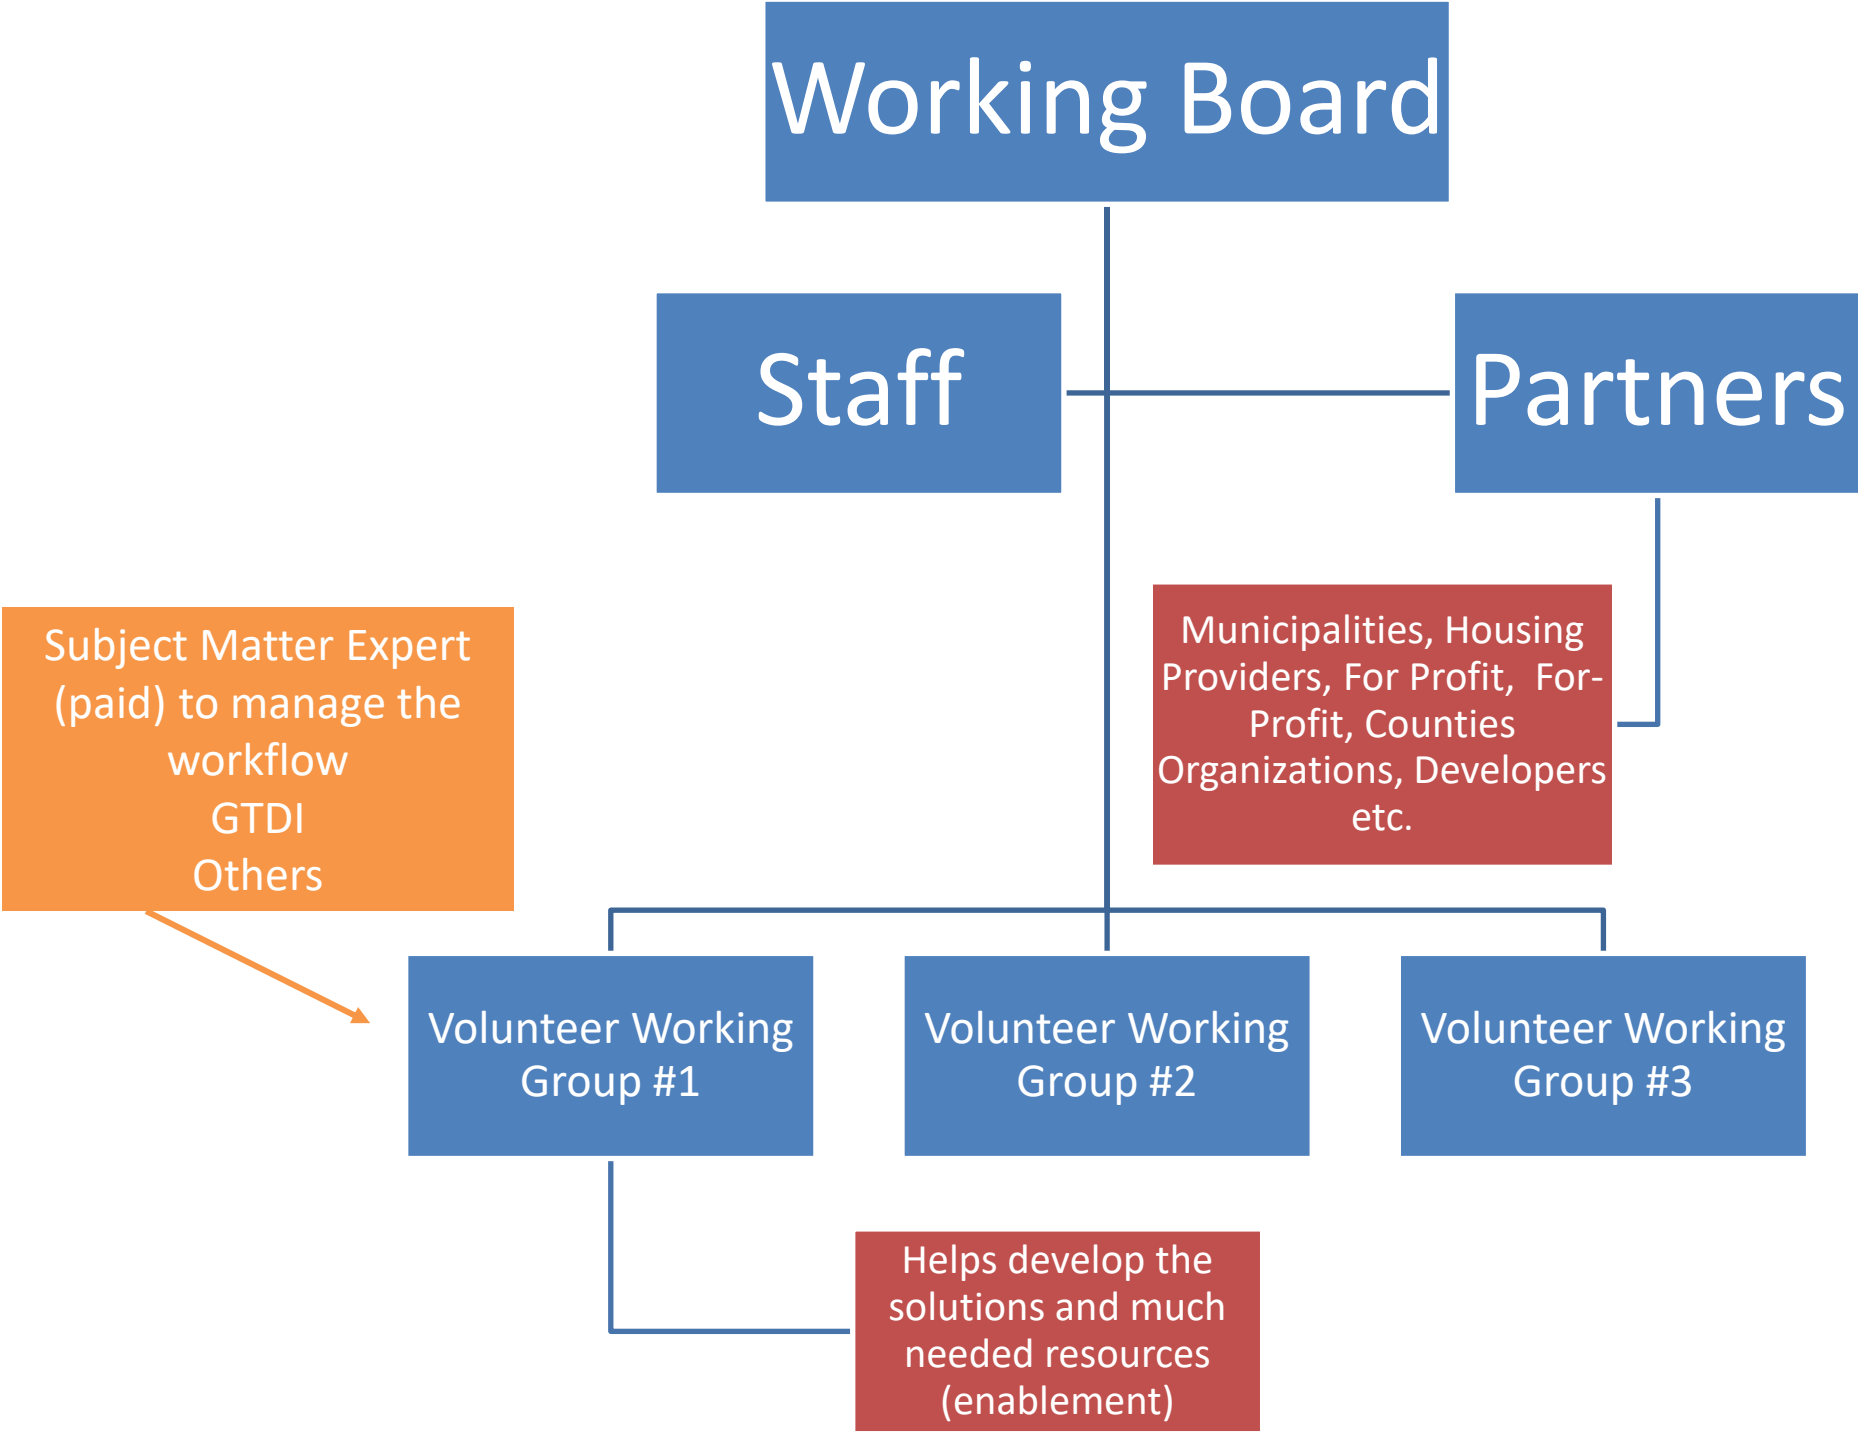 Working Board
Staff
Partners
Subject Matter Expert
(paid) to manage the
workflow
GTDI
Others
Municipalities, Housing
Providers, For Profit,  For-
Profit, Counties
Organizations, Developers
etc.
Volunteer Working
Group #1
Volunteer Working
Group #2
Volunteer Working
Group #3
Helps develop the
solutions and much
needed resources
(enablement)